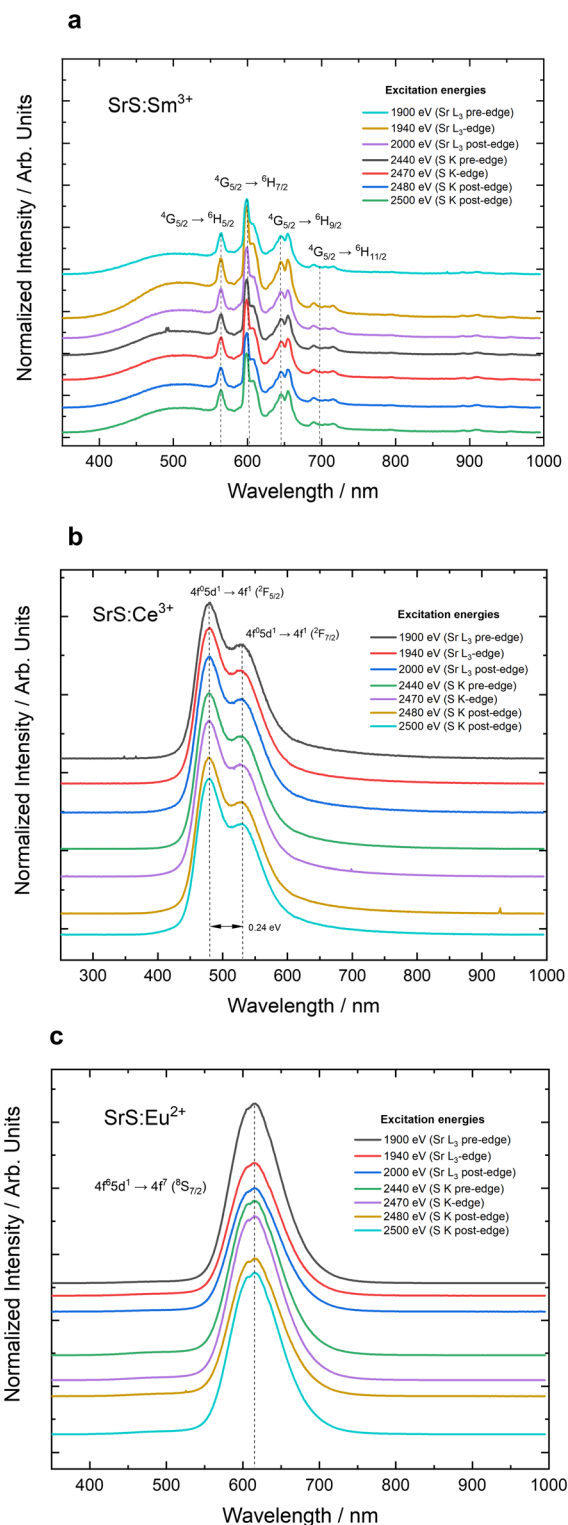 a
SrS:Sm³⁺
Excitation energies
1900 eV (Sr L₃ pre-edge)
1940 eV (Sr L₃-edge)
2000 eV (Sr L₃ post-edge)
2440 eV (S K pre-edge)
2470 eV (S K-edge)
2480 eV (S K post-edge)
2500 eV (S K post-edge)
⁴G₅/₂ → ⁶H₇/₂
⁴G₅/₂ → ⁶H₅/₂
⁴G₅/₂ → ⁶H₉/₂
⁴G₅/₂ → ⁶H₁₁/₂
Normalized Intensity / Arb. Units
400 500 600 700 800 900 1000
Wavelength / nm
b
SrS:Ce³⁺
4f⁰5d¹ → 4f¹ (²F₅/₂)
4f⁰5d¹ → 4f¹ (²F₇/₂)
Excitation energies
1900 eV (Sr L₃ pre-edge)
1940 eV (Sr L₃-edge)
2000 eV (Sr L₃ post-edge)
2440 eV (S K pre-edge)
2470 eV (S K-edge)
2480 eV (S K post-edge)
2500 eV (S K post-edge)
0.24 eV
Normalized Intensity / Arb. Units
300 400 500 600 700 800 900 1000
Wavelength / nm
c
SrS:Eu²⁺
4f⁶5d¹ → 4f⁷ (⁸S₇/₂)
Excitation energies
1900 eV (Sr L₃ pre-edge)
1940 eV (Sr L₃-edge)
2000 eV (Sr L₃ post-edge)
2440 eV (S K pre-edge)
2470 eV (S K-edge)
2480 eV (S K post-edge)
2500 eV (S K post-edge)
Normalized Intensity / Arb. Units
400 500 600 700 800 900 1000
Wavelength / nm